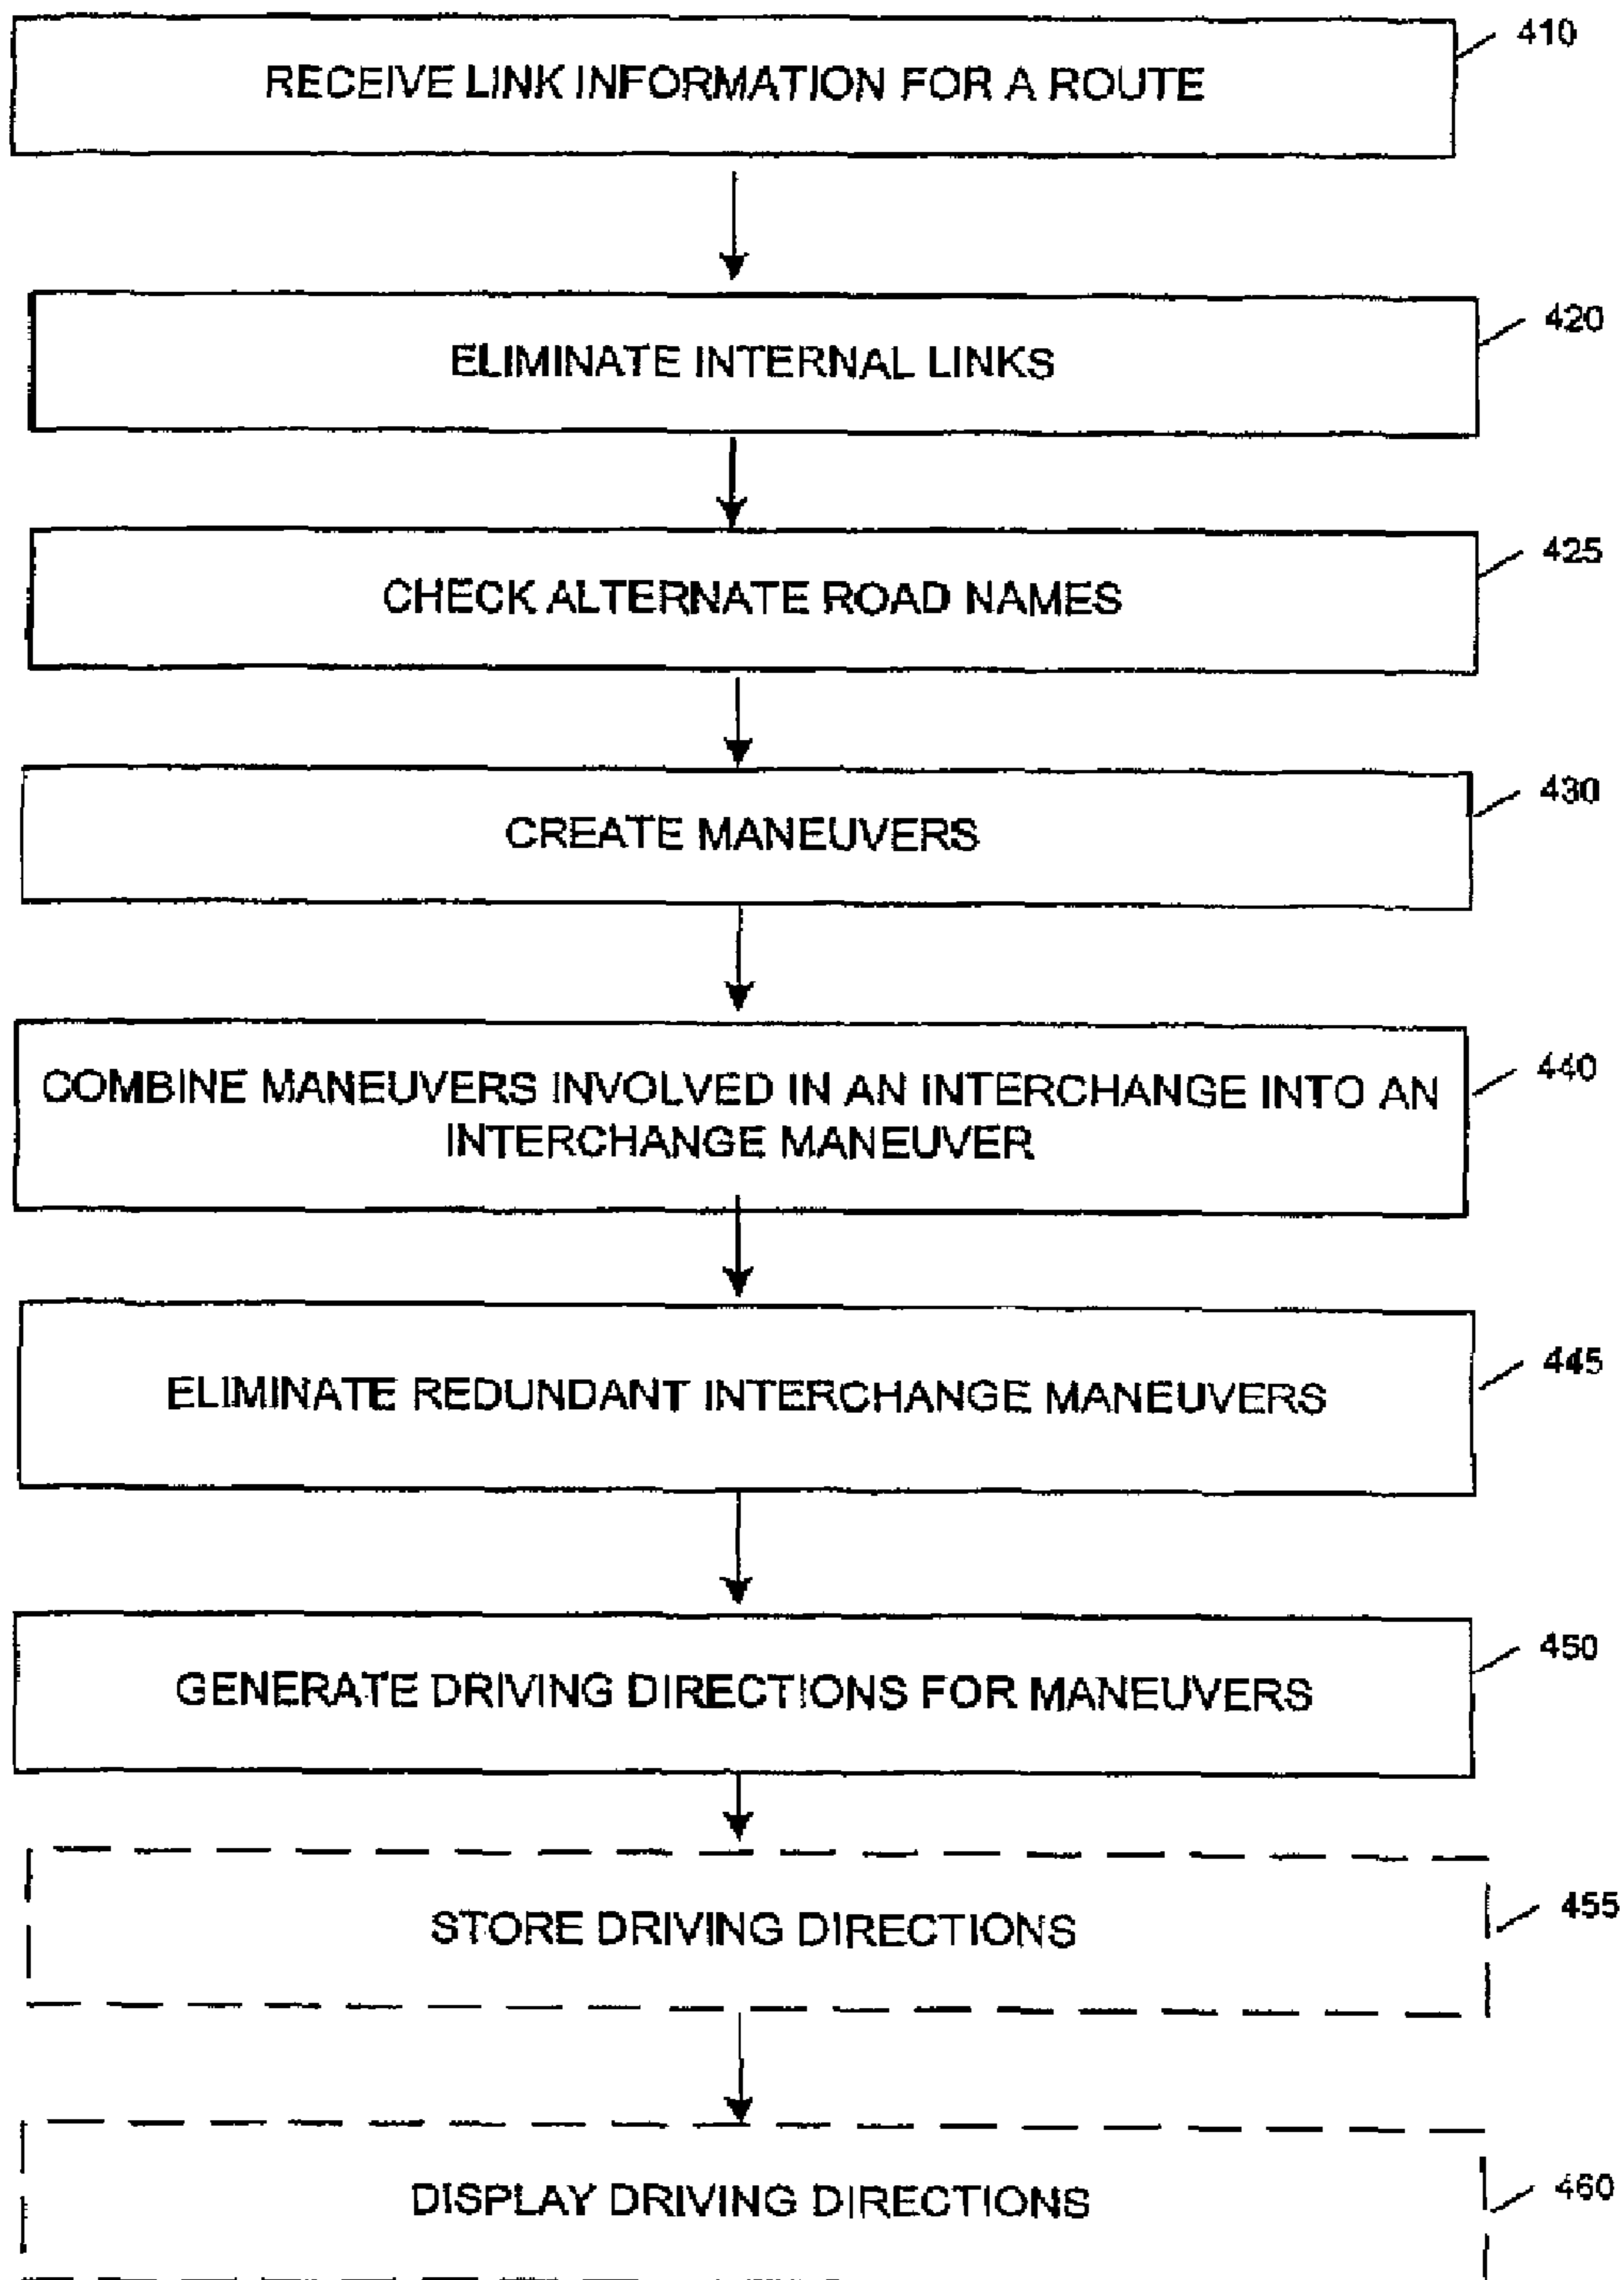 RECEIVE LINK INFORMATION FOR A ROUTE
410
ELIMINATE INTERNAL LINKS
420
CHECK ALTERNATE ROAD NAMES
425
CREATE MANEUVERS
430
COMBINE MANEUVERS INVOLVED IN AN INTERCHANGE INTO AN
INTERCHANGE MANEUVER
440
ELIMINATE REDUNDANT INTERCHANGE MANEUVERS
445
GENERATE DRIVING DIRECTIONS FOR MANEUVERS
450
STORE DRIVING DIRECTIONS
455
DISPLAY DRIVING DIRECTIONS
460